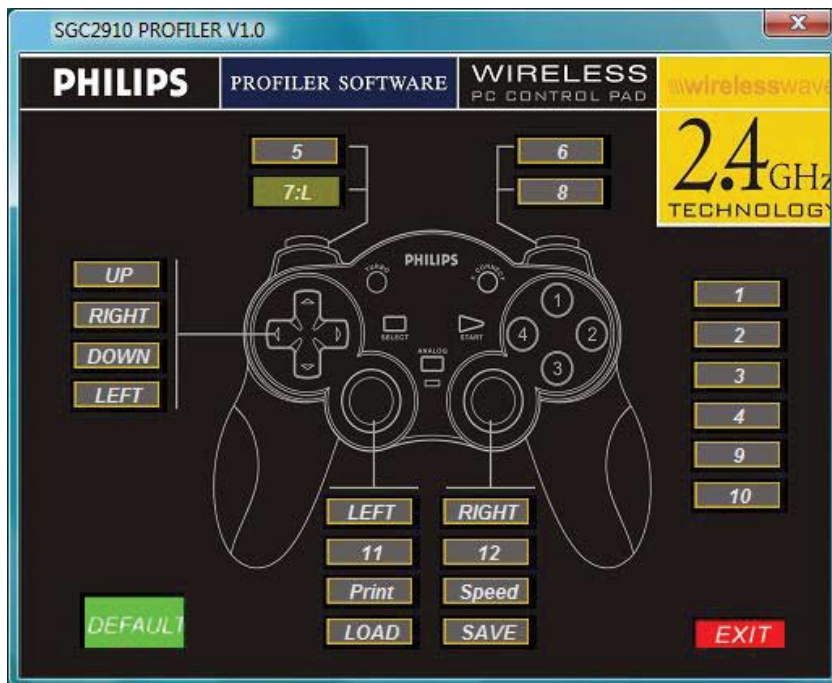 SGC2910 PROFILER V1.0
PHILIPS
PROFILER SOFTWARE
WIRELESS
PC CONTROL PAD
wirelesswave
2.4GHz
TECHNOLOGY
5
6
7:L
8
UP
RIGHT
DOWN
LEFT
PHILIPS
TURBO
CONNECT
SELECT
START
ANALOG
1
2
3
4
1
2
3
4
9
10
LEFT
RIGHT
11
12
Print
Speed
LOAD
SAVE
DEFAULT
EXIT